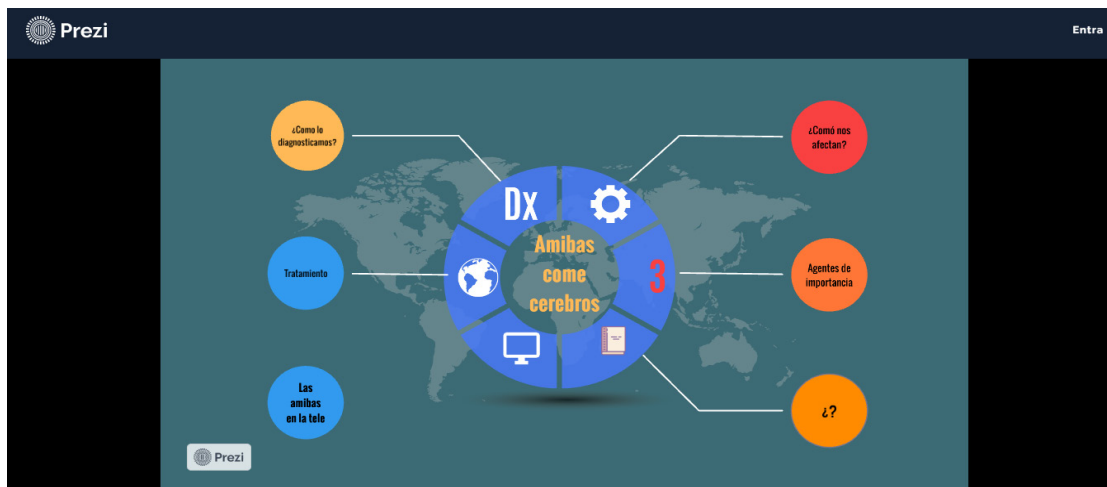 Prezi
Entra
¿Como lo
diagnosticamos?
¿Comó nos
afectan?
Dx
Amibas
come
cerebros
3
Tratamiento
Agentes de
importancia
Las
amibas
en la tele
¿?
Prezi